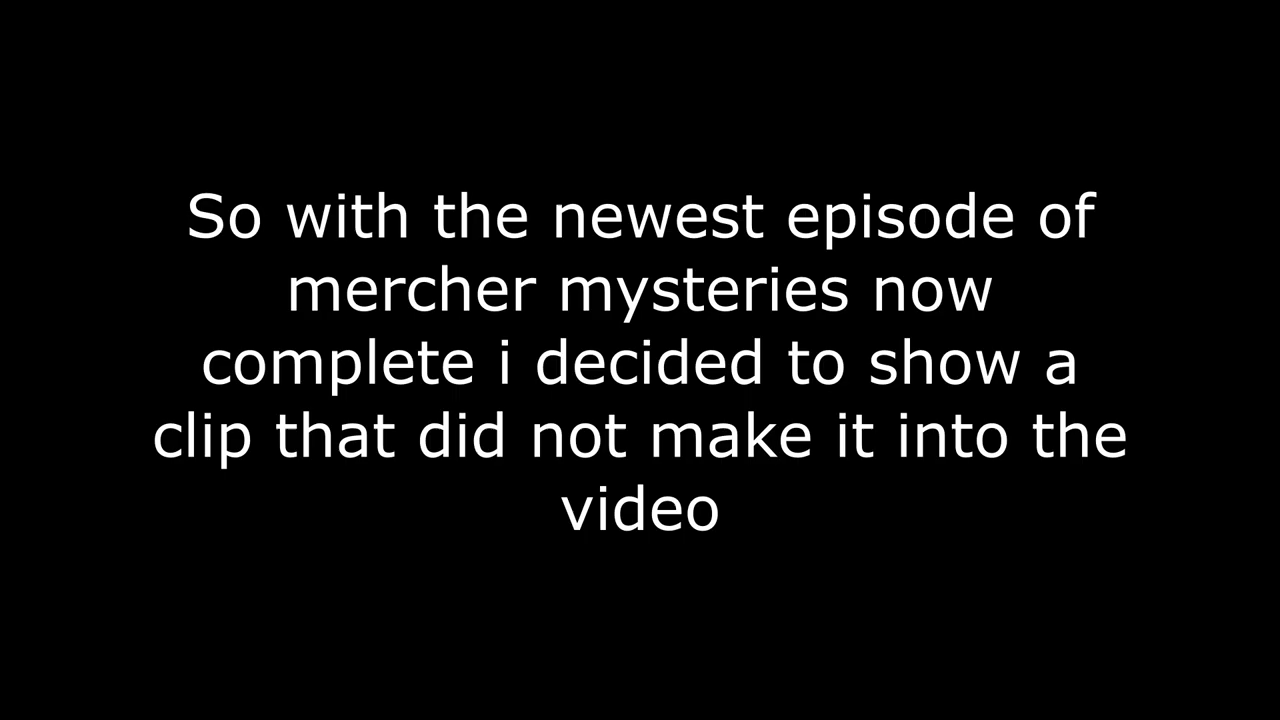 So with the newest episode of
mercher mysteries now
complete i decided to show a
clip that did not make it into the
video